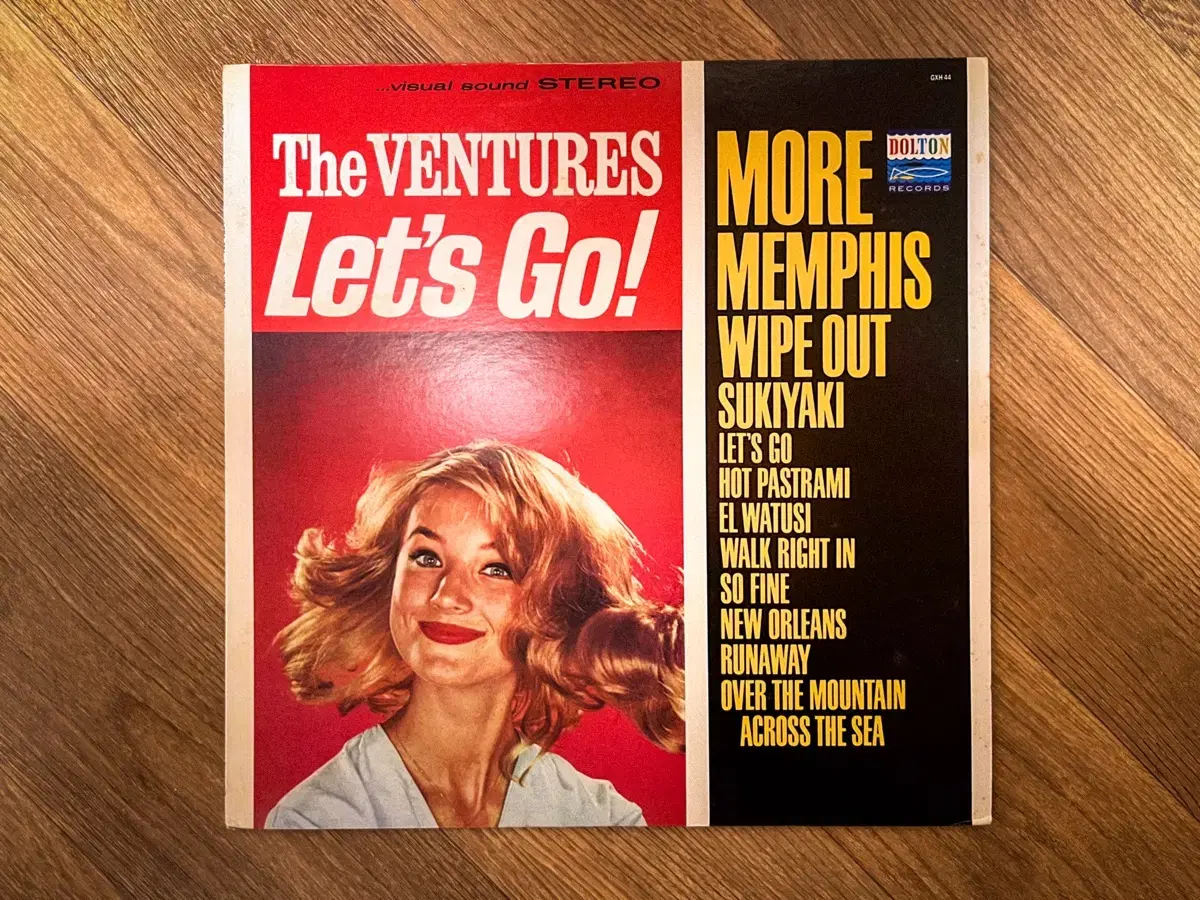 ...visual sound STEREO
The VENTURES
Let's Go!
GXH 44
DOLTON
RECORDS
MORE
MEMPHIS
WIPE OUT
SUKIYAKI
LET'S GO
HOT PASTRAMI
EL WATUSI
WALK RIGHT IN
SO FINE
NEW ORLEANS
RUNAWAY
OVER THE MOUNTAIN
ACROSS THE SEA